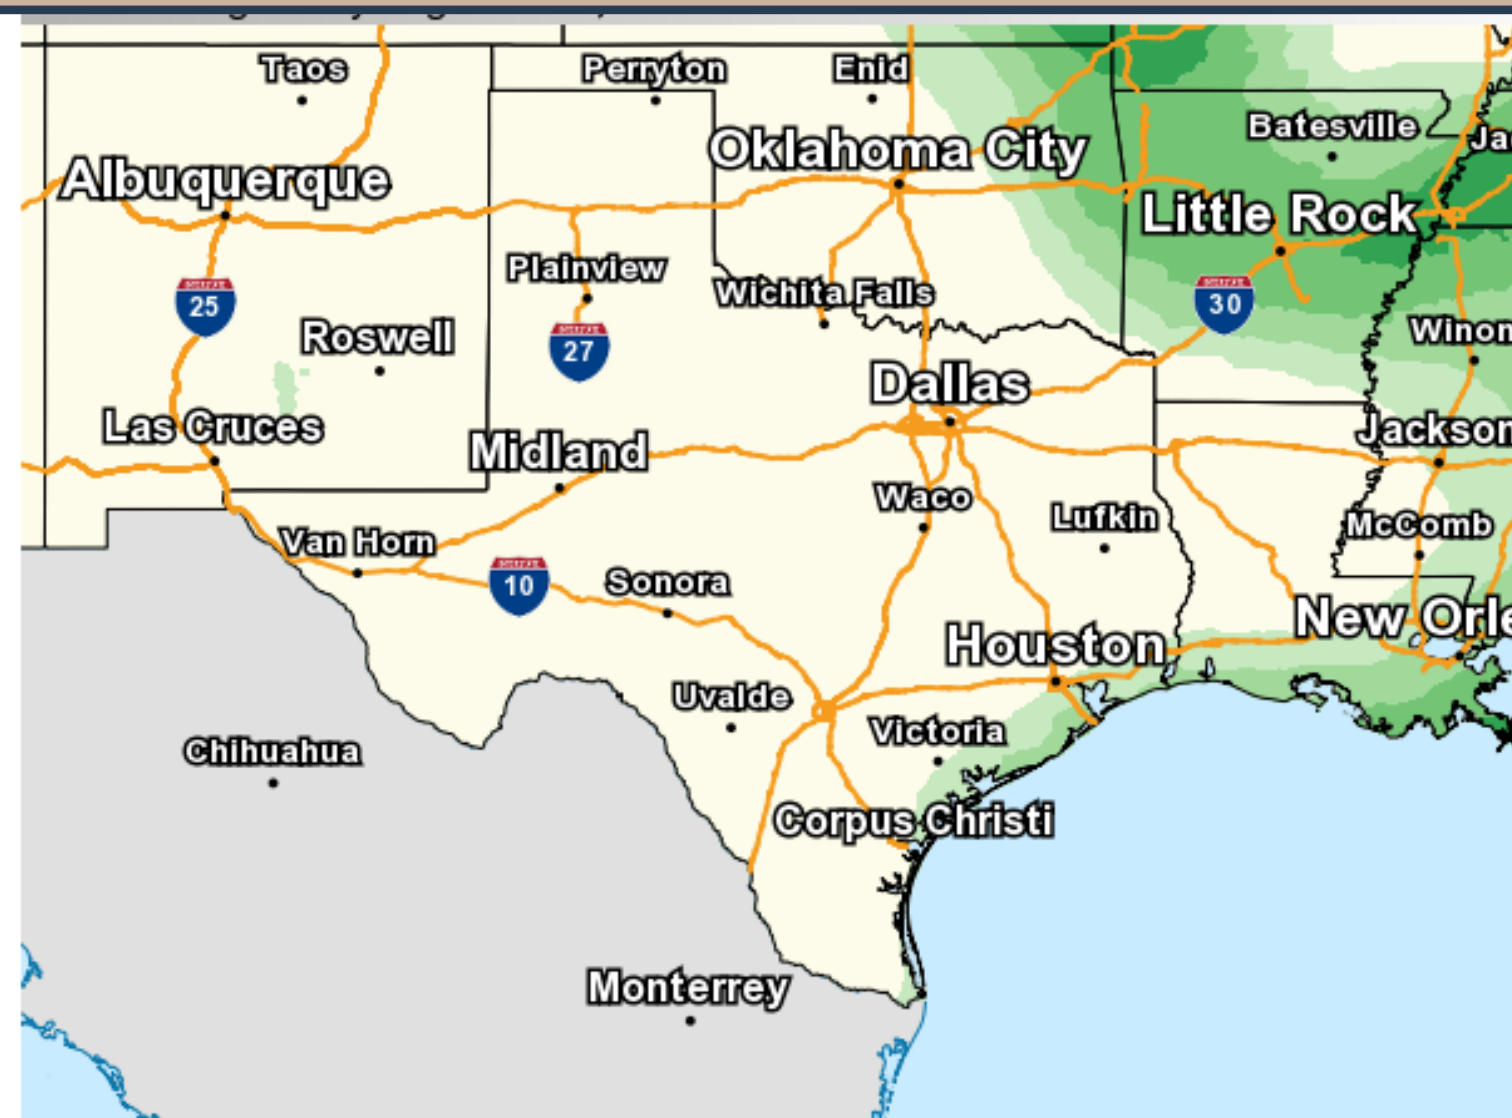 Taos
Perryton
Enid
Oklahoma City
Batesville
Albuquerque
Little Rock
Plainview
Wichita Falls
25
30
Roswell
27
Dallas
Las Cruces
Midland
Waco
Lufkin
McComb
Van Horn
10
Sonora
Houston
Uvalde
Victoria
Chihuahua
Corpus Christi
Monterrey